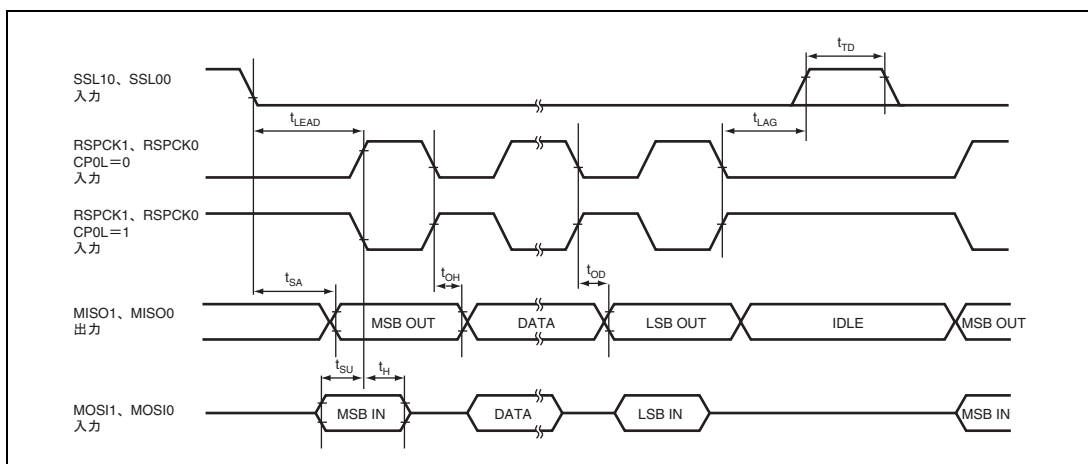 SSL10、SSL00
入力
tTD
tLEAD
tLAG
RSPCK1、RSPCK0
CP0L＝0
入力
RSPCK1、RSPCK0
CP0L＝1
入力
tSA
tOH
tOD
MISO1、MISO0
出力
MSB OUT
DATA
LSB OUT
IDLE
MSB OUT
tSU
tH
MOSI1、MOSI0
入力
MSB IN
DATA
LSB IN
MSB IN